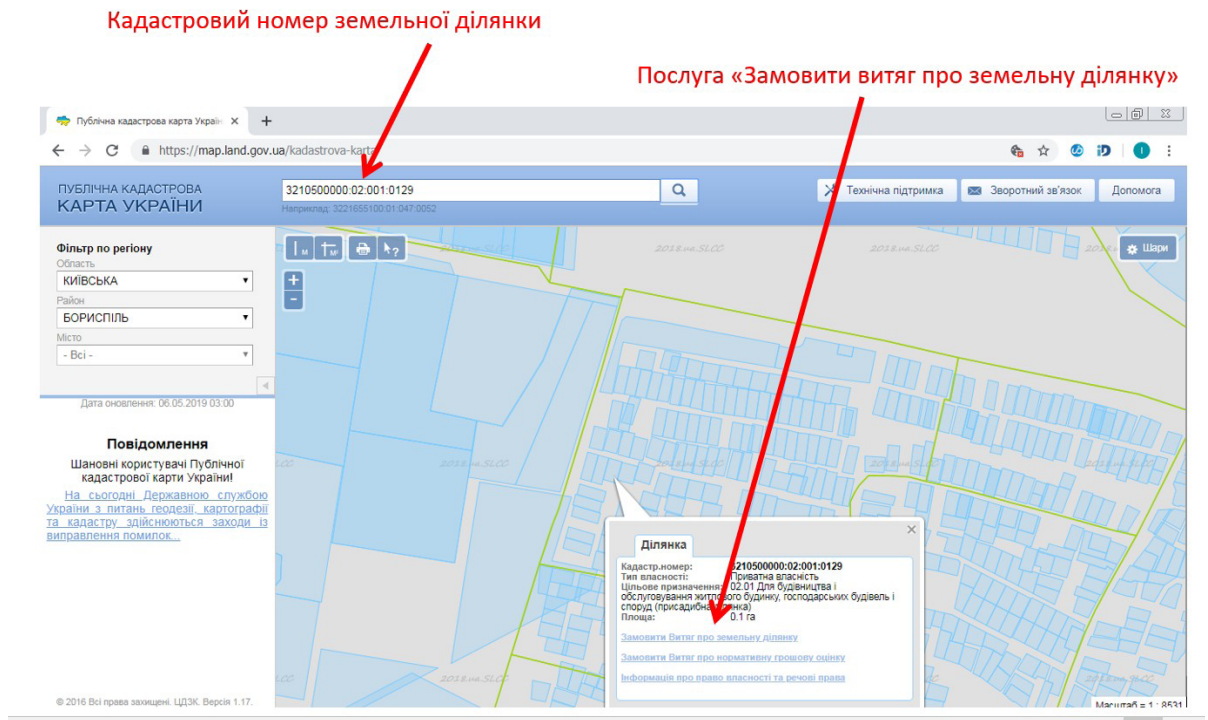 Кадастровий номер земельної ділянки
Послуга «Замовити витяг про земельну ділянку»
Публічна кадастрова карта Украї
https://map.land.gov.ua/kadastrova-karta
ПУБЛІЧНА КАДАСТРОВА
КАРТА УКРАЇНИ
3210500000:02:001:0129
Наприклад: 3221655100:01:047:0052
Технічна підтримка
Зворотний зв'язок
Допомога
Фільтр по регіону
Область
КИЇВСЬКА
Район
БОРИСПІЛЬ
Місто
- Всі -
Дата оновлення: 06.05.2019 03:00
Повідомлення
Шановні користувачі Публічної
кадастрової карти України!
На сьогодні Державною службою
України з питань геодезії, картографії
та кадастру здійснюються заходи із
виправлення помилок...
© 2016 Всі права захищені. ЦДЗК. Версія 1.17.
Шари
Ділянка
Кадастр.номер: 3210500000:02:001:0129
Тип власності: Приватна власність
Цільове призначення: 02.01 Для будівництва і
обслуговування житлового будинку, господарських будівель і
споруд (присадибна ділянка)
Площа: 0.1 га
Замовити Витяг про земельну ділянку
Замовити Витяг про нормативну грошову оцінку
Інформація про право власності та речові права
Масштаб = 1 : 8531